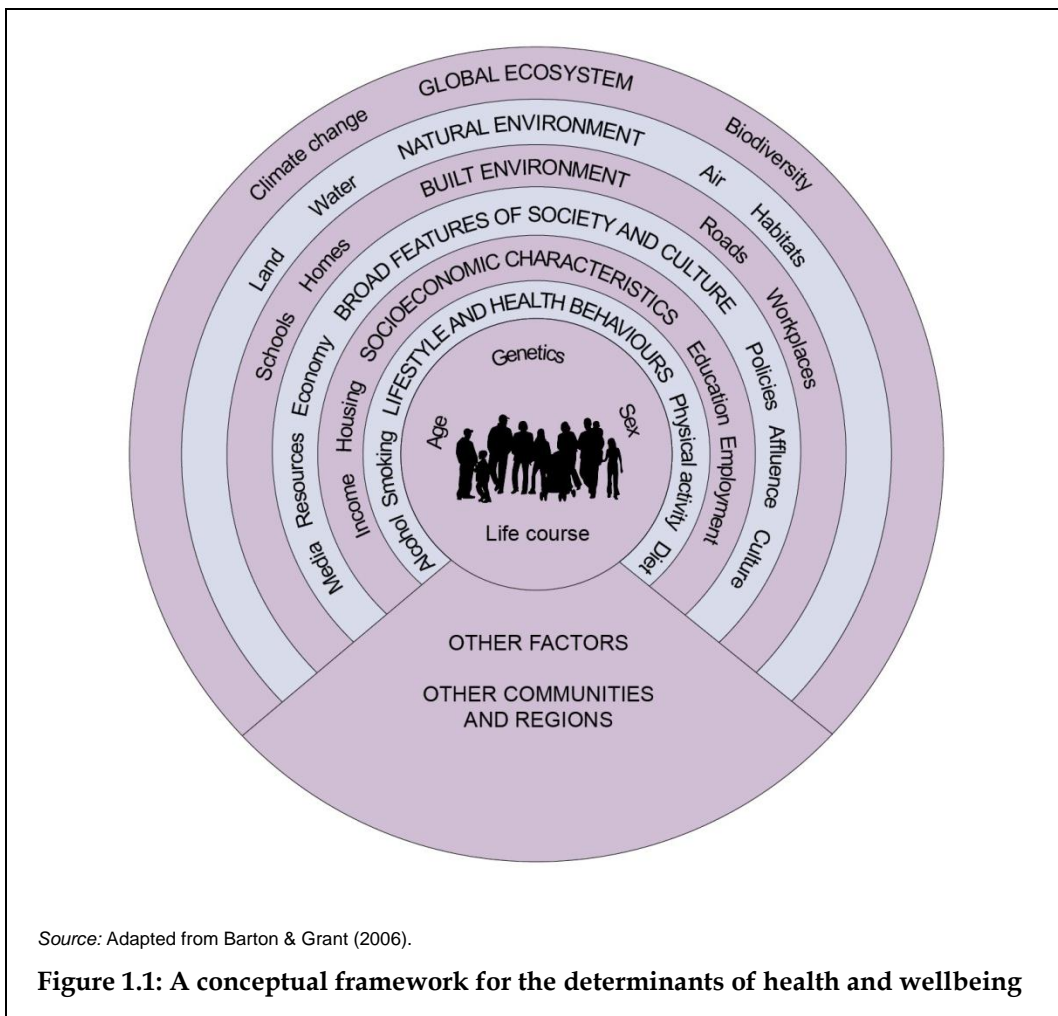 GLOBAL ECOSYSTEM
Climate change
Biodiversity
NATURAL ENVIRONMENT
Land
Water
Air
Habitats
BUILT ENVIRONMENT
Schools
Homes
Roads
Workplaces
BROAD FEATURES OF SOCIETY AND CULTURE
Media
Resources
Economy
Policies
Affluence
Culture
SOCIOECONOMIC CHARACTERISTICS
Income
Housing
Education
Employment
LIFESTYLE AND HEALTH BEHAVIOURS
Alcohol
Smoking
Physical activity
Diet
Genetics
Age
Sex
Life course
OTHER FACTORS
OTHER COMMUNITIES
AND REGIONS
Source: Adapted from Barton & Grant (2006).
Figure 1.1: A conceptual framework for the determinants of health and wellbeing